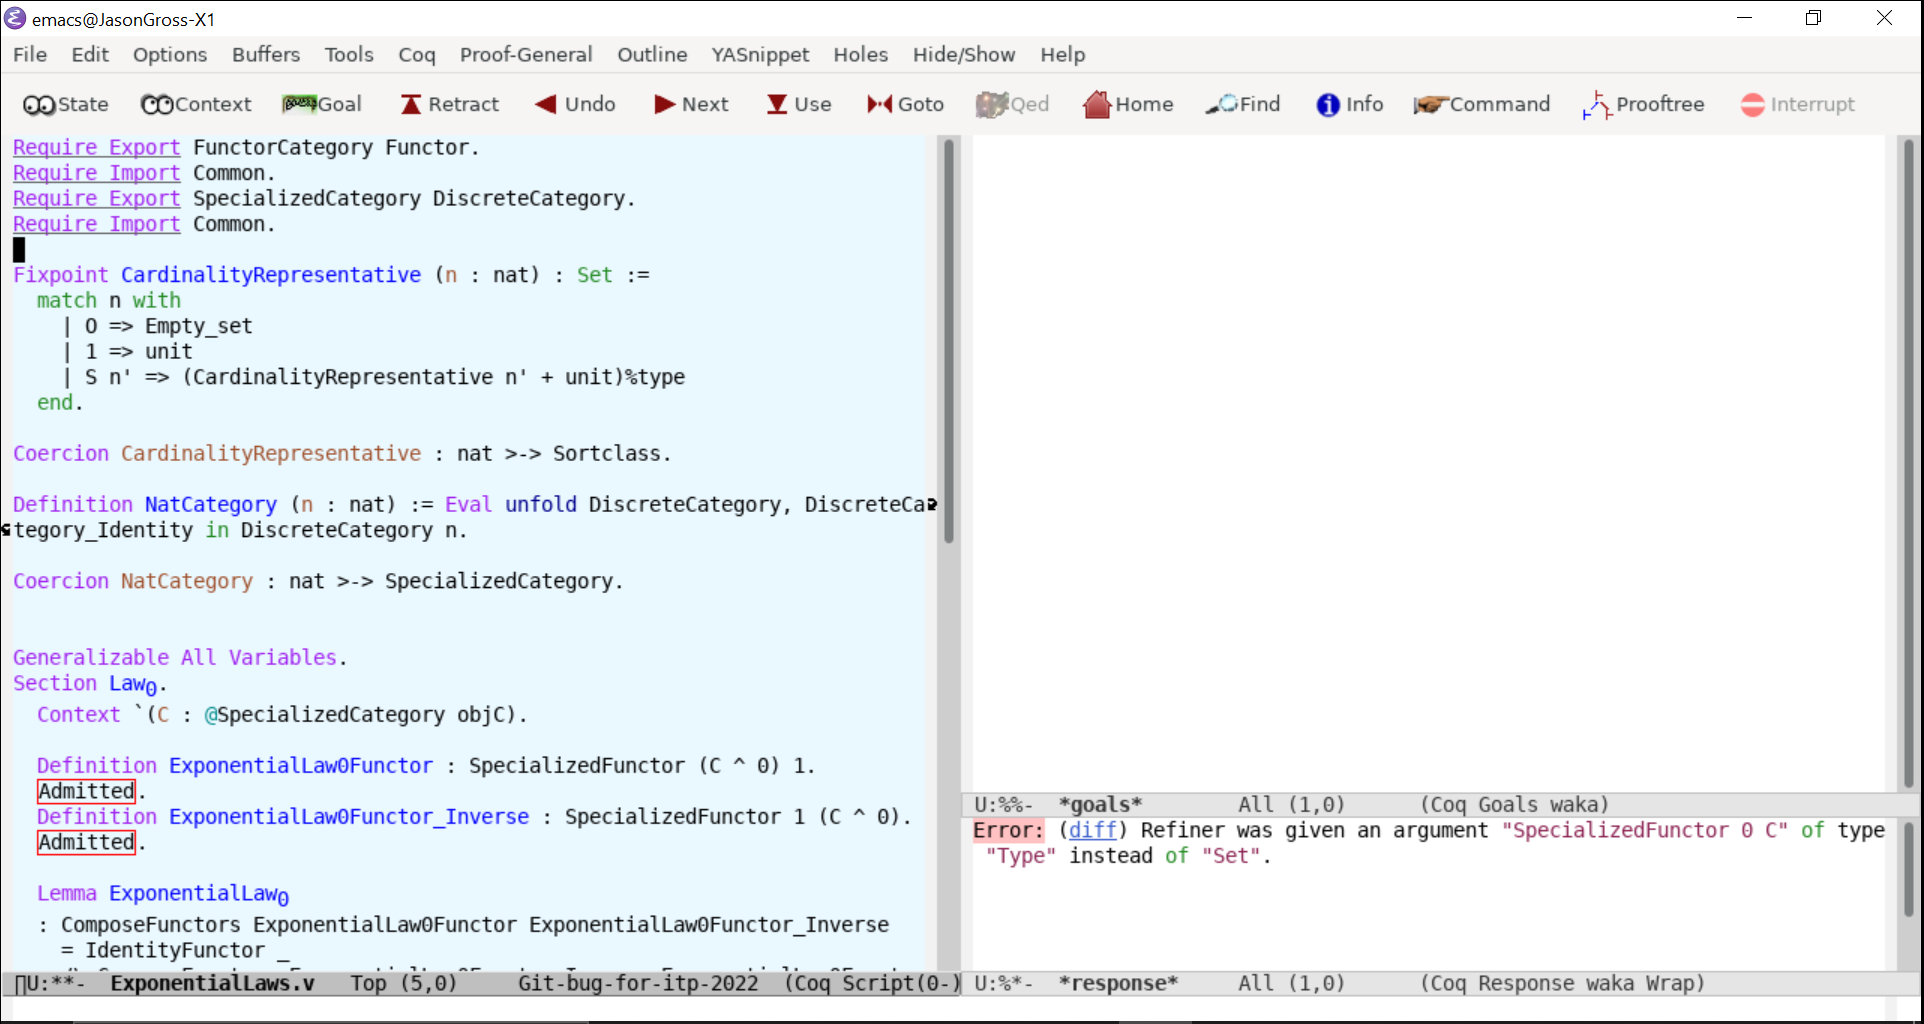 emacs@JasonGross-X1
File Edit Options Buffers Tools Coq Proof-General Outline YASnippet Holes Hide/Show Help
State Context Goal Retract Undo Next Use Goto Qed Home Find Info Command Prooftree Interrupt
Require Export FunctorCategory Functor.
Require Import Common.
Require Export SpecializedCategory DiscreteCategory.
Require Import Common.
Fixpoint CardinalityRepresentative (n : nat) : Set :=
  match n with
    | O => Empty_set
    | 1 => unit
    | S n' => (CardinalityRepresentative n' + unit)%type
  end.
Coercion CardinalityRepresentative : nat >-> Sortclass.
Definition NatCategory (n : nat) := Eval unfold DiscreteCategory, DiscreteCa
tegory_Identity in DiscreteCategory n.
Coercion NatCategory : nat >-> SpecializedCategory.
Generalizable All Variables.
Section Law0.
  Context `(C : @SpecializedCategory objC).
  Definition ExponentialLaw0Functor : SpecializedFunctor (C ^ 0) 1.
  Admitted.
  Definition ExponentialLaw0Functor_Inverse : SpecializedFunctor 1 (C ^ 0).
  Admitted.
  Lemma ExponentialLaw0
  : ComposeFunctors ExponentialLaw0Functor ExponentialLaw0Functor_Inverse
    = IdentityFunctor _
U:**-  ExponentialLaws.v   Top (5,0)     Git-bug-for-itp-2022  (Coq Script(0-)
U:%%-  *goals*        All (1,0)      (Coq Goals waka)
Error: (diff) Refiner was given an argument "SpecializedFunctor 0 C" of type
 "Type" instead of "Set".
U:%*-  *response*     All (1,0)      (Coq Response waka Wrap)